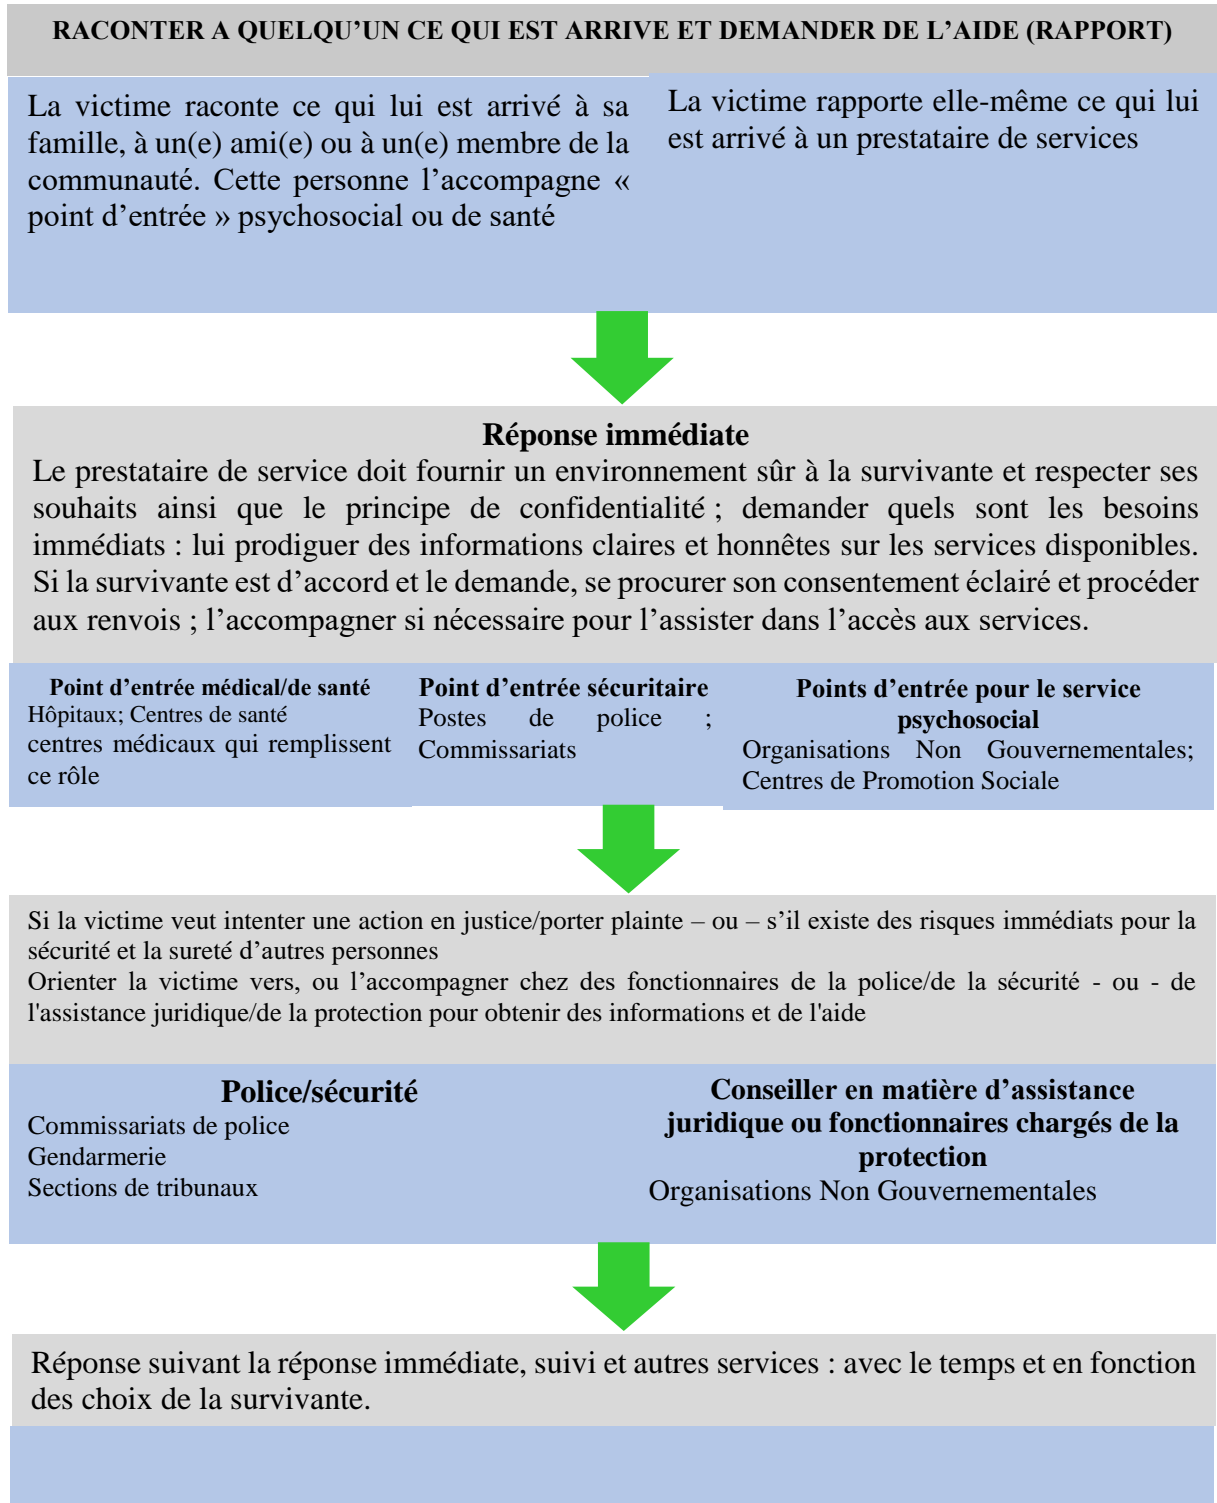 RACONTER A QUELQU’UN CE QUI EST ARRIVE ET DEMANDER DE L’AIDE (RAPPORT)
La victime raconte ce qui lui est arrivé à sa
famille, à un(e) ami(e) ou à un(e) membre de la
communauté. Cette personne l’accompagne «
point d’entrée » psychosocial ou de santé
La victime rapporte elle-même ce qui lui
est arrivé à un prestataire de services
Réponse immédiate
Le prestataire de service doit fournir un environnement sûr à la survivante et respecter ses
souhaits ainsi que le principe de confidentialité ; demander quels sont les besoins
immédiats : lui prodiguer des informations claires et honnêtes sur les services disponibles.
Si la survivante est d’accord et le demande, se procurer son consentement éclairé et procéder
aux renvois ; l’accompagner si nécessaire pour l’assister dans l’accès aux services.
Point d’entrée médical/de santé
Hôpitaux; Centres de santé
centres médicaux qui remplissent
ce rôle
Point d’entrée sécuritaire
Postes de police ;
Commissariats
Points d’entrée pour le service
psychosocial
Organisations Non Gouvernementales;
Centres de Promotion Sociale
Si la victime veut intenter une action en justice/porter plainte – ou – s’il existe des risques immédiats pour la
sécurité et la sureté d’autres personnes
Orienter la victime vers, ou l’accompagner chez des fonctionnaires de la police/de la sécurité - ou - de
l'assistance juridique/de la protection pour obtenir des informations et de l'aide
Police/sécurité
Commissariats de police
Gendarmerie
Sections de tribunaux
Conseiller en matière d’assistance
juridique ou fonctionnaires chargés de la
protection
Organisations Non Gouvernementales
Réponse suivant la réponse immédiate, suivi et autres services : avec le temps et en fonction
des choix de la survivante.